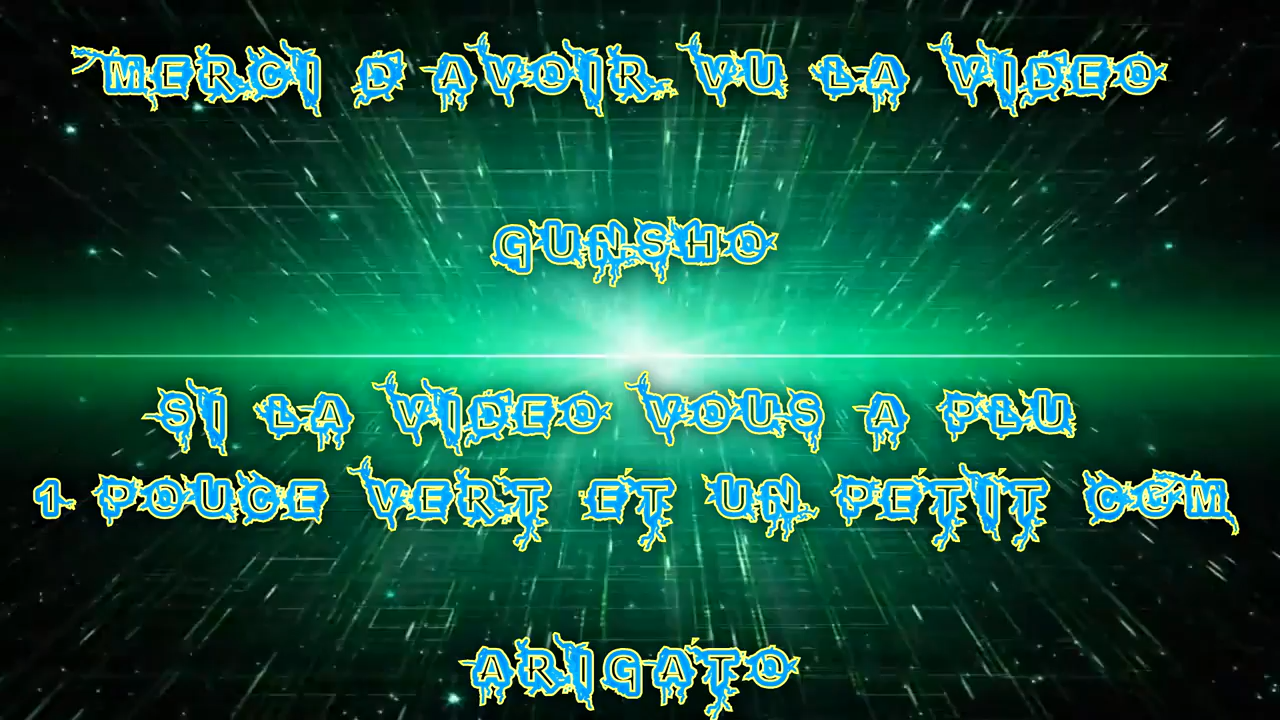 MERCI D AVOIR VU LA VIDEO
GUNSHO
SI LA VIDEO VOUS A PLU
1 POUCE VERT ET UN PETIT COM
ARIGATO